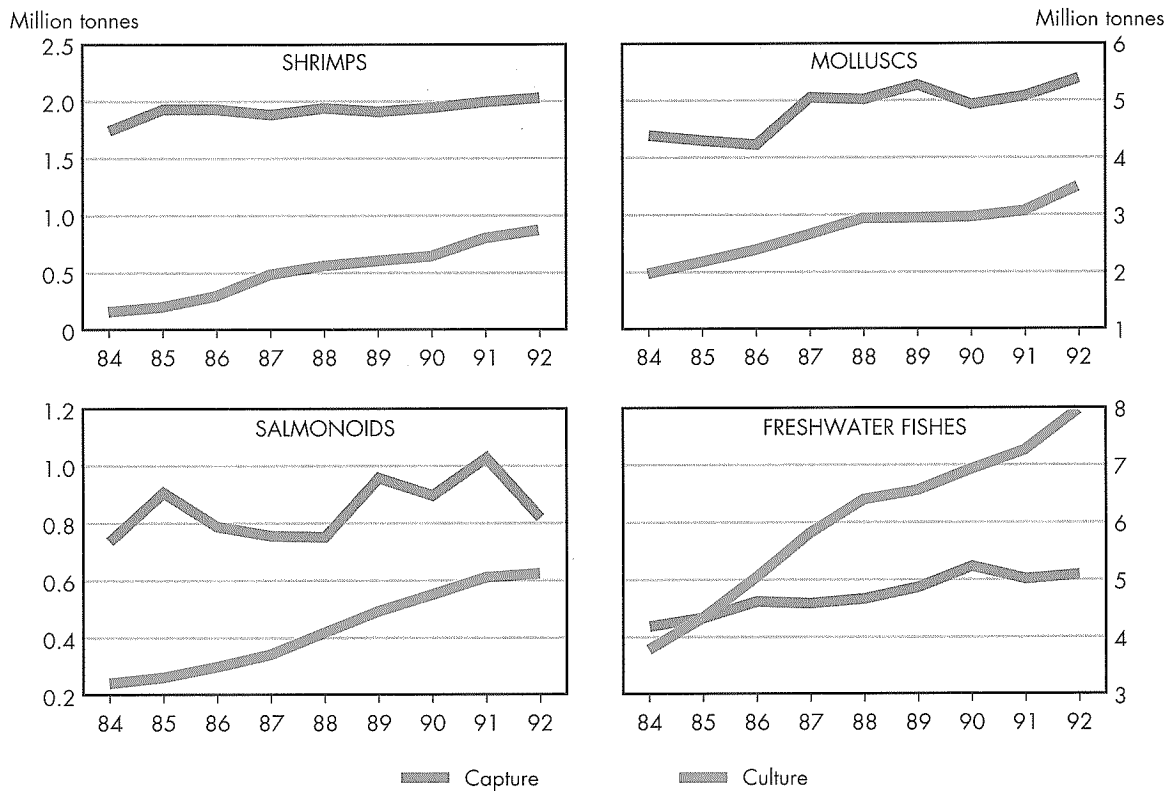 Million tonnes
Million tonnes
SHRIMPS
2.5
2.0
1.5
1.0
0.5
0
84 85 86 87 88 89 90 91 92
MOLLUSCS
6
5
4
3
2
1
84 85 86 87 88 89 90 91 92
SALMONOIDS
1.2
1.0
0.8
0.6
0.4
0.2
84 85 86 87 88 89 90 91 92
FRESHWATER FISHES
8
7
6
5
4
3
84 85 86 87 88 89 90 91 92
Capture
Culture